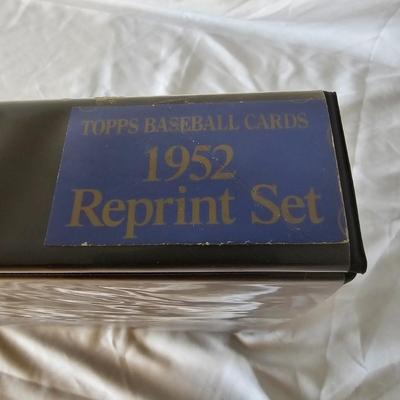 TOPPS BASEBALL CARDS
1952
Reprint Set